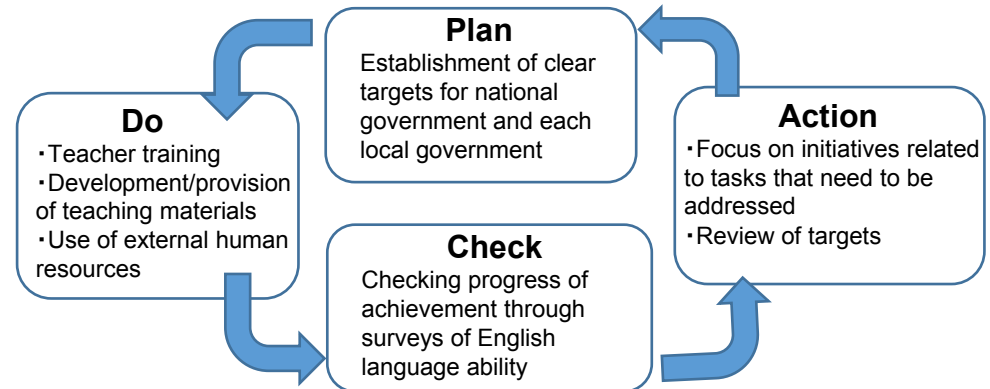 Plan
Establishment of clear
targets for national
government and each
local government
Do
・Teacher training
・Development/provision
of teaching materials
・Use of external human
resources
Check
Checking progress of
achievement through
surveys of English
language ability
Action
・Focus on initiatives related
to tasks that need to be
addressed
・Review of targets